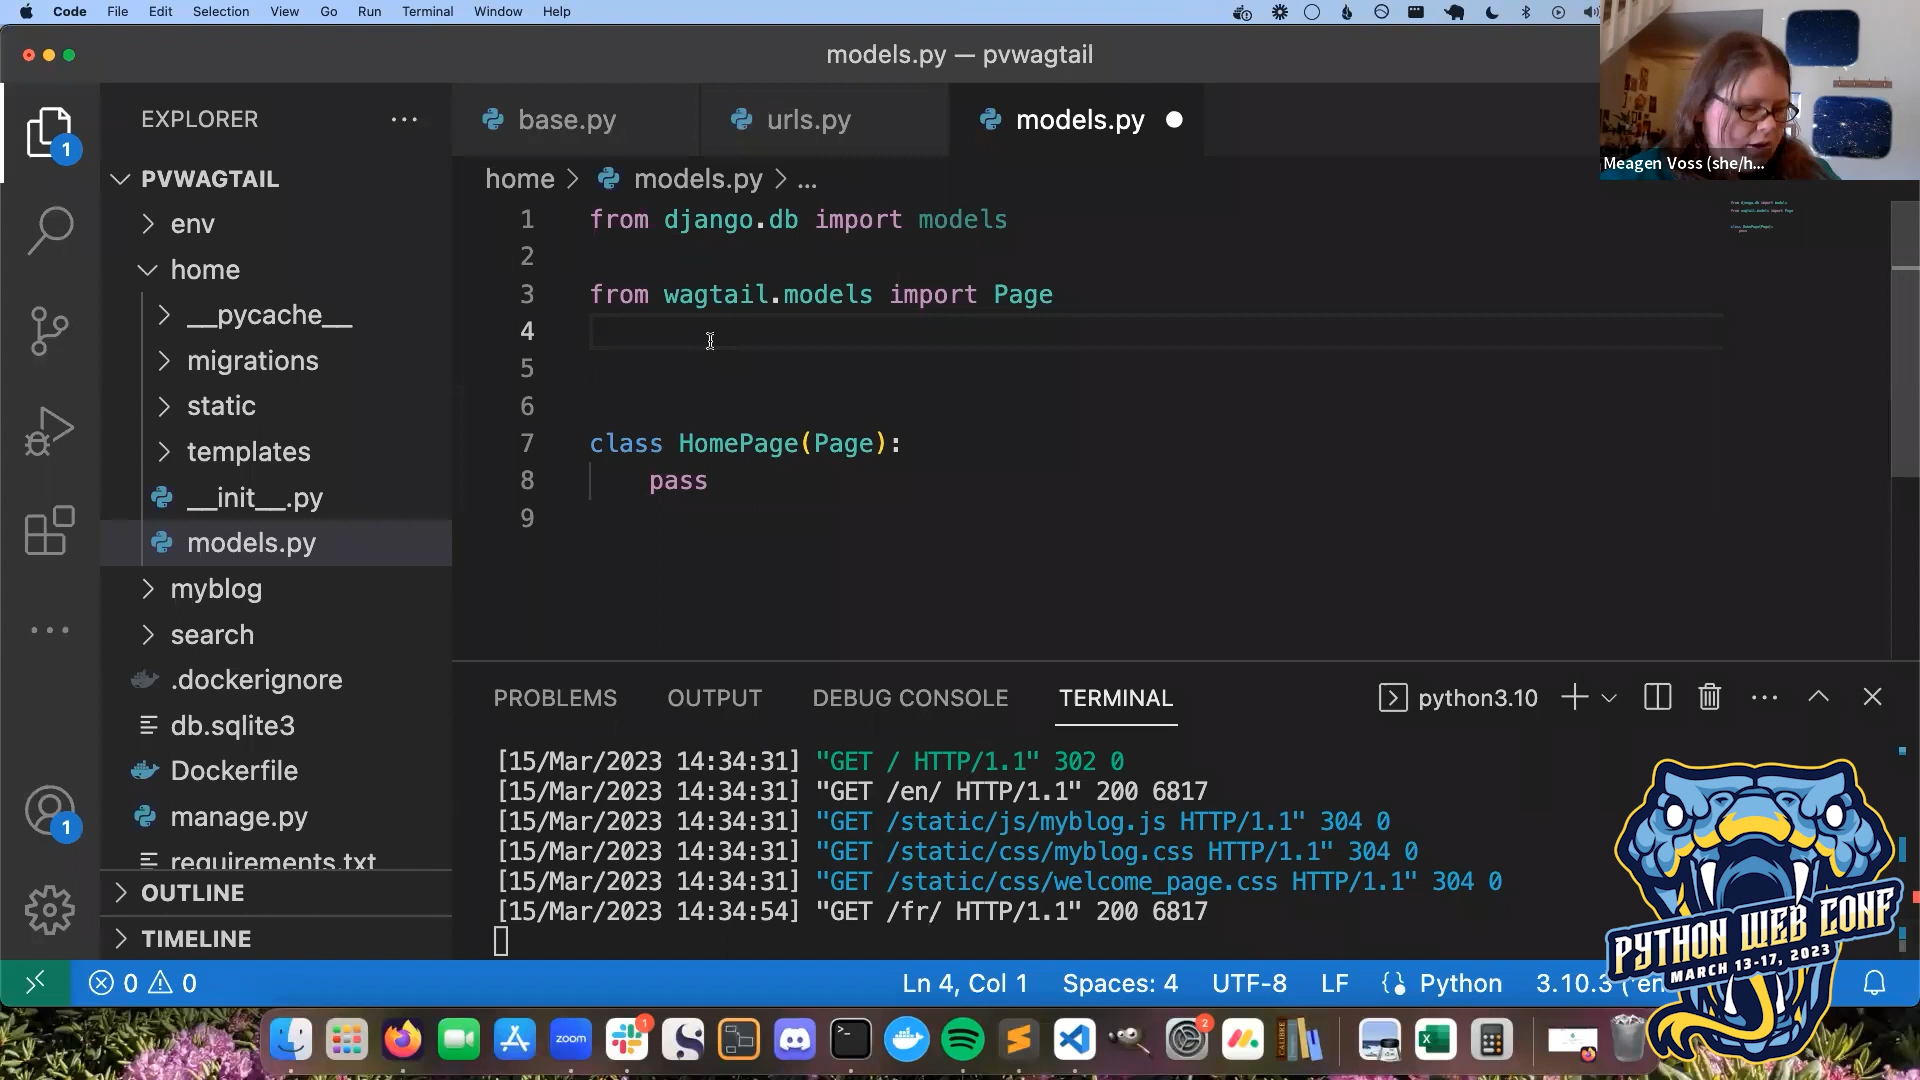 Code File Edit Selection View Go Run Terminal Window Help
models.py — pvwagtail
Meagen Voss (she/h...
EXPLORER
1
PVWAGTAIL
env
home
__pycache__
migrations
static
templates
__init__.py
models.py
myblog
search
.dockerignore
db.sqlite3
Dockerfile
manage.py
requirements.txt
OUTLINE
TIMELINE
1
base.py urls.py models.py
home > models.py > ...
1 from django.db import models
2
3 from wagtail.models import Page
4
5
6
7 class HomePage(Page):
8 pass
9
PROBLEMS OUTPUT DEBUG CONSOLE TERMINAL python3.10
[15/Mar/2023 14:34:31] "GET / HTTP/1.1" 302 0
[15/Mar/2023 14:34:31] "GET /en/ HTTP/1.1" 200 6817
[15/Mar/2023 14:34:31] "GET /static/js/myblog.js HTTP/1.1" 304 0
[15/Mar/2023 14:34:31] "GET /static/css/myblog.css HTTP/1.1" 304 0
[15/Mar/2023 14:34:31] "GET /static/css/welcome_page.css HTTP/1.1" 304 0
[15/Mar/2023 14:34:54] "GET /fr/ HTTP/1.1" 200 6817
PYTHON WEB CONF
MARCH 13-17, 2023
0 0 Ln 4, Col 1 Spaces: 4 UTF-8 LF Python 3.10.3 ('en
zoom
1
2
CALIBRE